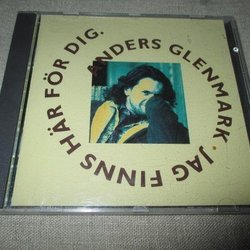 ANDERS GLENMARK · JAG FINNS HÄR FÖR DIG.